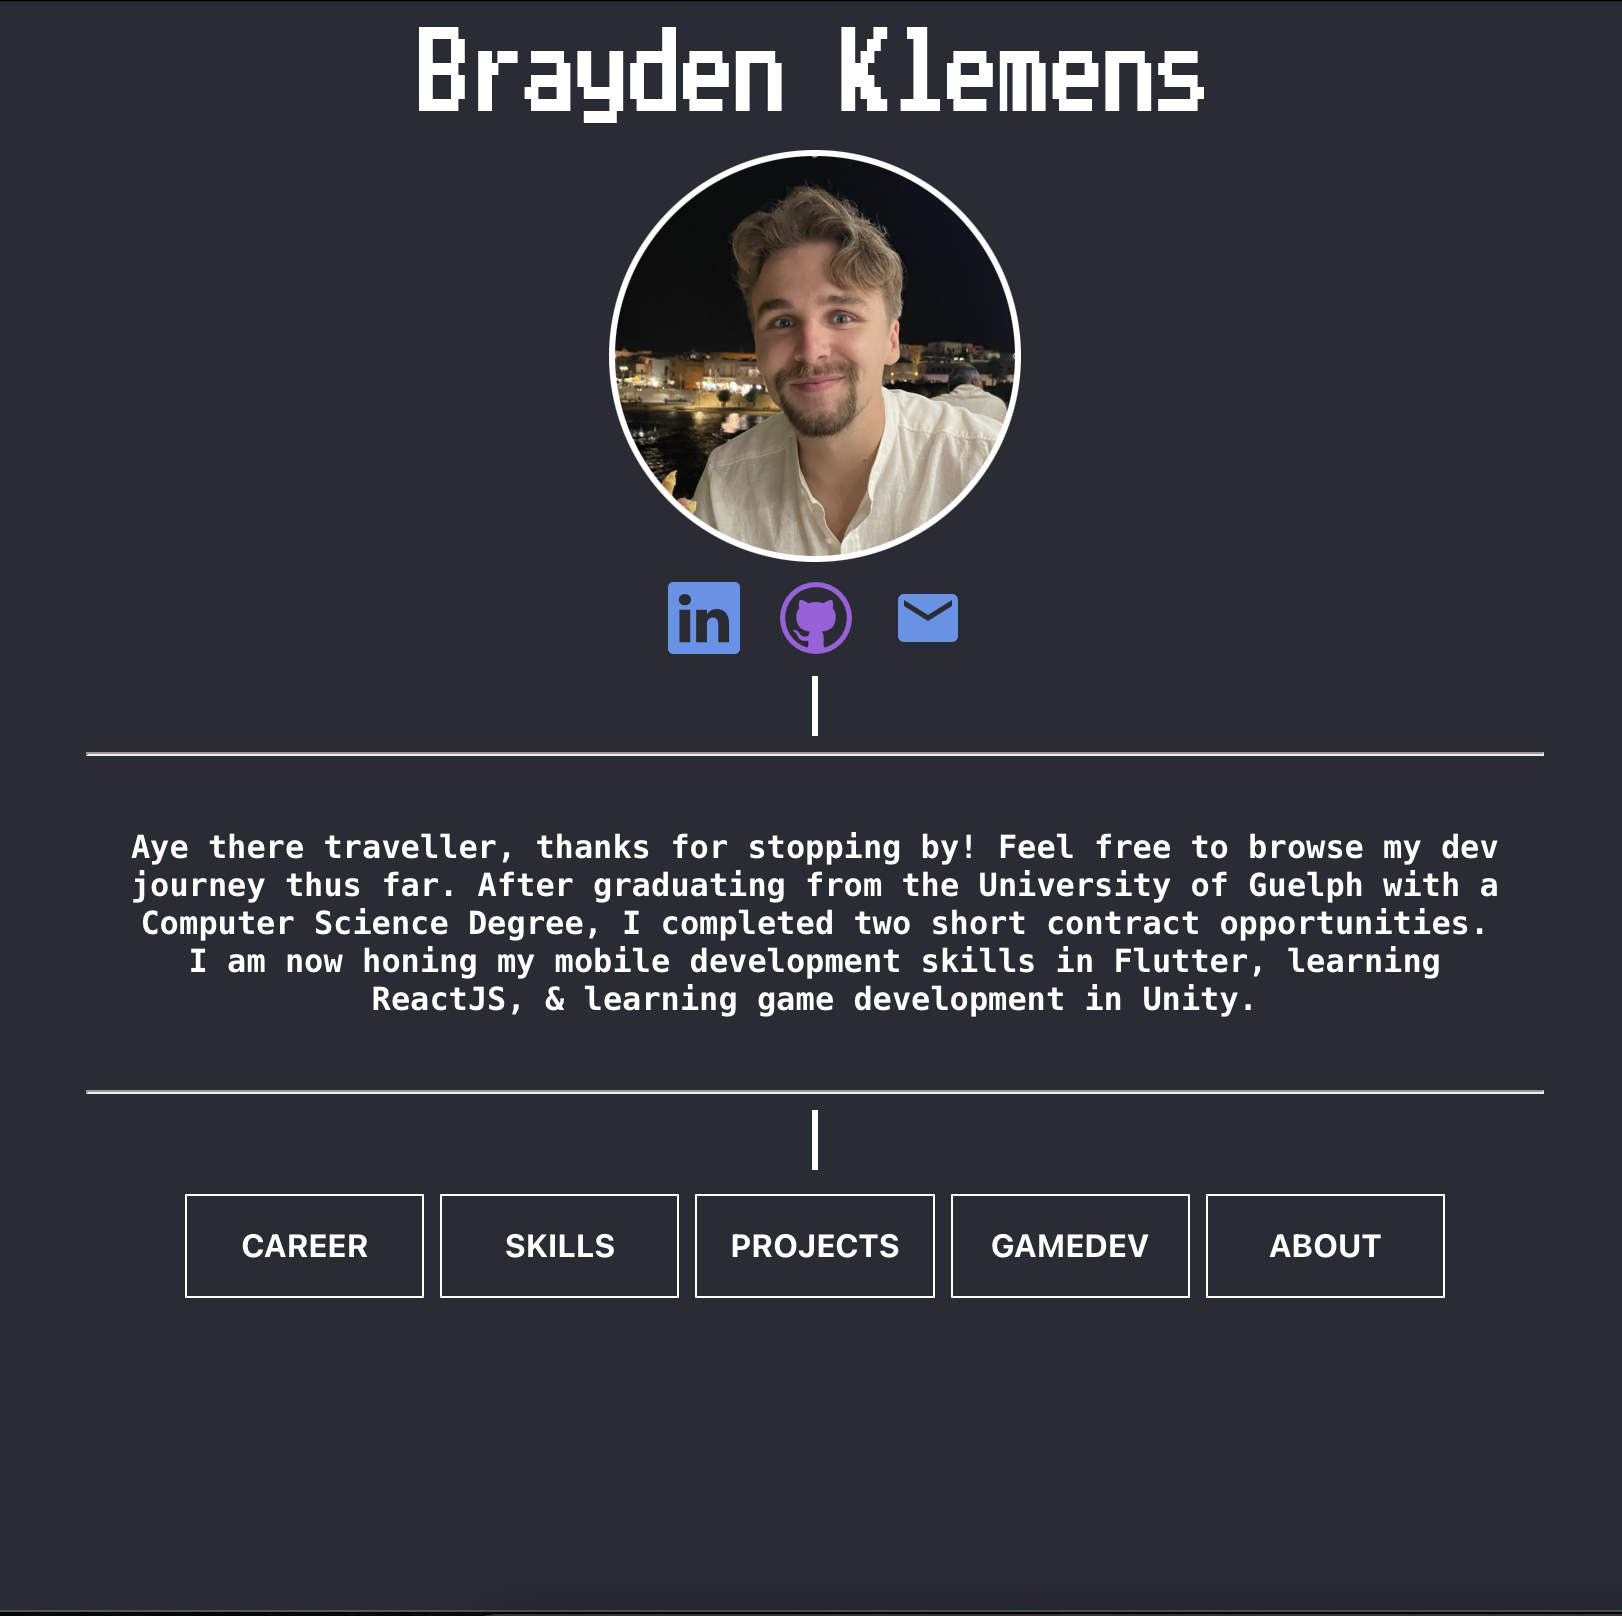 Brayden Klemens
in
Aye there traveller, thanks for stopping by! Feel free to browse my dev
journey thus far. After graduating from the University of Guelph with a
Computer Science Degree, I completed two short contract opportunities.
I am now honing my mobile development skills in Flutter, learning
ReactJS, & learning game development in Unity.
CAREER
SKILLS
PROJECTS
GAMEDEV
ABOUT